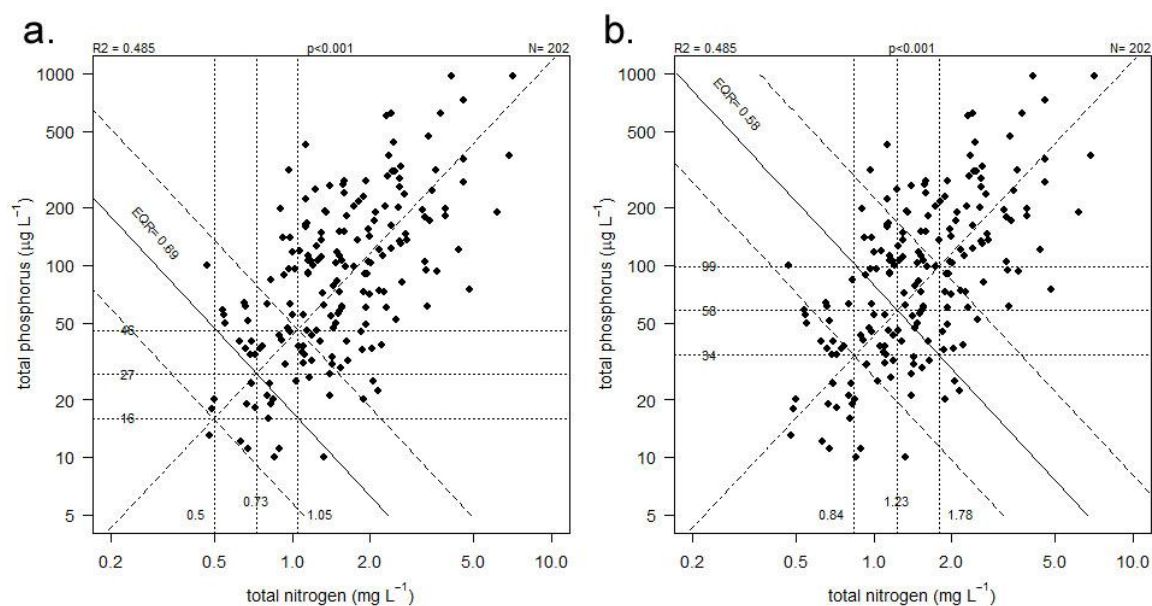 a.
R2 = 0.485 p<0.001 N= 202
1000
500
200
100
50
20
10
5
total phosphorus (µg L⁻¹)
EQR= 0.69
46
27
16
0.5
0.73
1.05
0.2 0.5 1.0 2.0 5.0 10.0
total nitrogen (mg L⁻¹)
b.
R2 = 0.485 p<0.001 N= 202
1000
500
200
100
50
20
10
5
total phosphorus (µg L⁻¹)
EQR= 0.58
99
58
34
0.84
1.23
1.78
0.2 0.5 1.0 2.0 5.0 10.0
total nitrogen (mg L⁻¹)